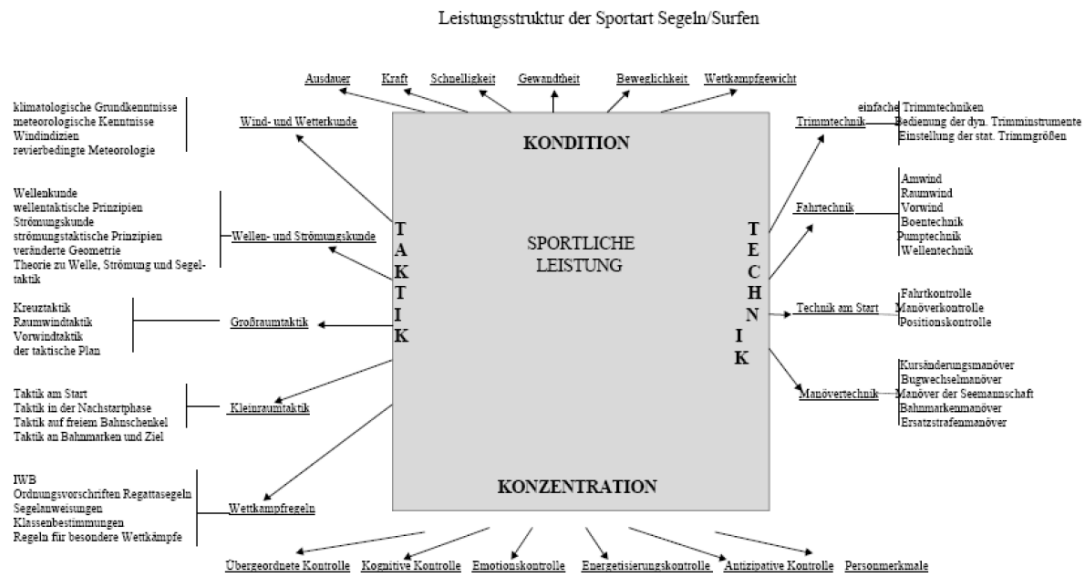 Leistungsstruktur der Sportart Segeln/Surfen
Ausdauer
Kraft
Schnelligkeit
Gewandtheit
Beweglichkeit
Wettkampfgewicht
KONDITION
SPORTLICHE
LEISTUNG
TAKTIK
TECHNIK
KONZENTRATION
klimatologische Grundkenntnisse
meteorologische Kenntnisse
Windindizien
revierbedingte Meteorologie
Wind- und Wetterkunde
Wellenkunde
wellentaktische Prinzipien
Strömungskunde
strömungstaktische Prinzipien
veränderte Geometrie
Theorie zu Welle, Strömung und Segel-
taktik
Wellen- und Strömungskunde
Kreuztaktik
Raumwindtaktik
Vorwindtaktik
der taktische Plan
Großraumtaktik
Taktik am Start
Taktik in der Nachstartphase
Taktik auf freiem Bahnschenkel
Taktik an Bahnmarken und Ziel
Kleinraumtaktik
IWB
Ordnungsvorschriften Regattasegeln
Segelanweisungen
Klassenbestimmungen
Regeln für besondere Wettkämpfe
Wettkampfregeln
Trimmtechnik
einfache Trimmtechniken
Bedienung der dyn. Trimminstrumente
Einstellung der stat. Trimmgrößen
Fahrtechnik
Amwind
Raumwind
Vorwind
Boentechnik
Pumptechnik
Wellentechnik
Technik am Start
Fahrtkontrolle
Manöverkontrolle
Positionskontrolle
Manövertechnik
Kursänderungsmanöver
Bugwechselmanöver
Manöver der Seemannschaft
Bahnmarkenmanöver
Ersatzstrafenmanöver
Übergeordnete Kontrolle
Kognitive Kontrolle
Emotionskontrolle
Energetisierungskontrolle
Antizipative Kontrolle
Personmerkmale